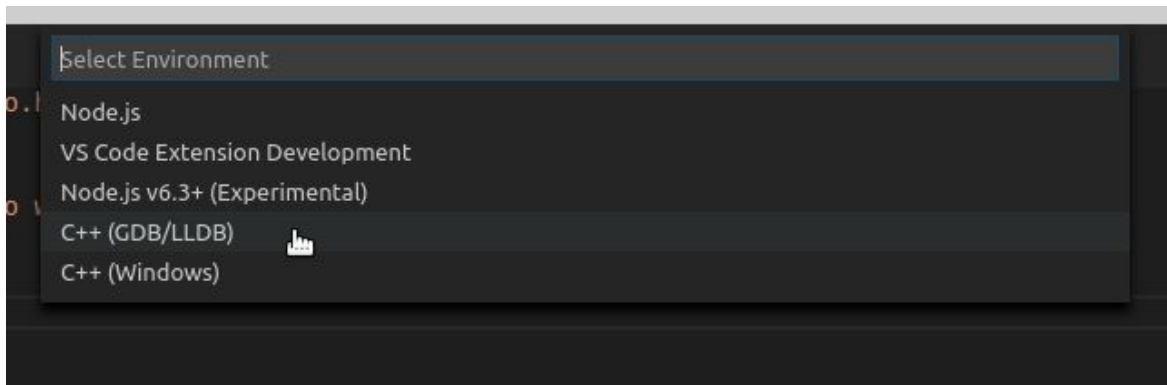 Select Environment
Node.js
VS Code Extension Development
Node.js v6.3+ (Experimental)
C++ (GDB/LLDB)
C++ (Windows)